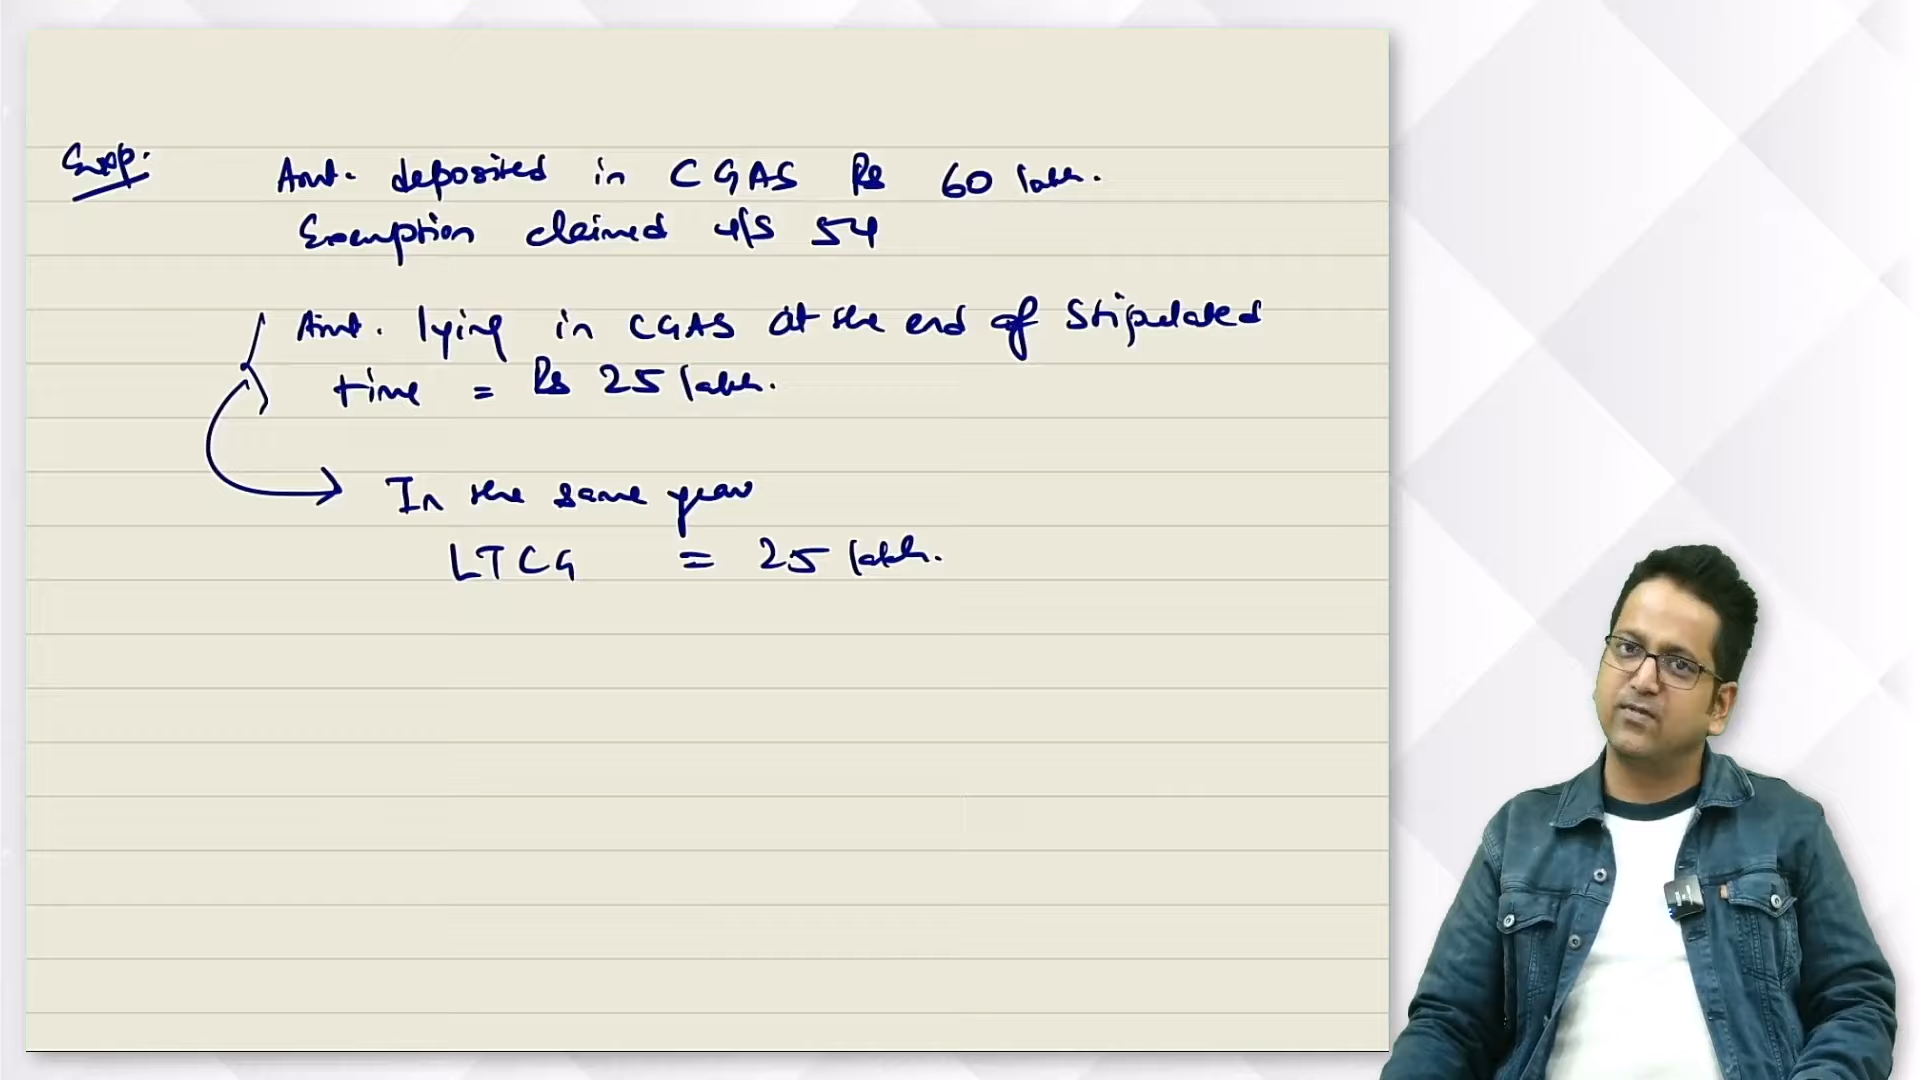 Exp.
Amt. deposited in CGAS Rs 60 lakh.
Exemption claimed u/s 54
Amt. lying in CGAS at the end of stipulated
time = Rs 25 lakh.
In the same year
LTCG = 25 lakh.